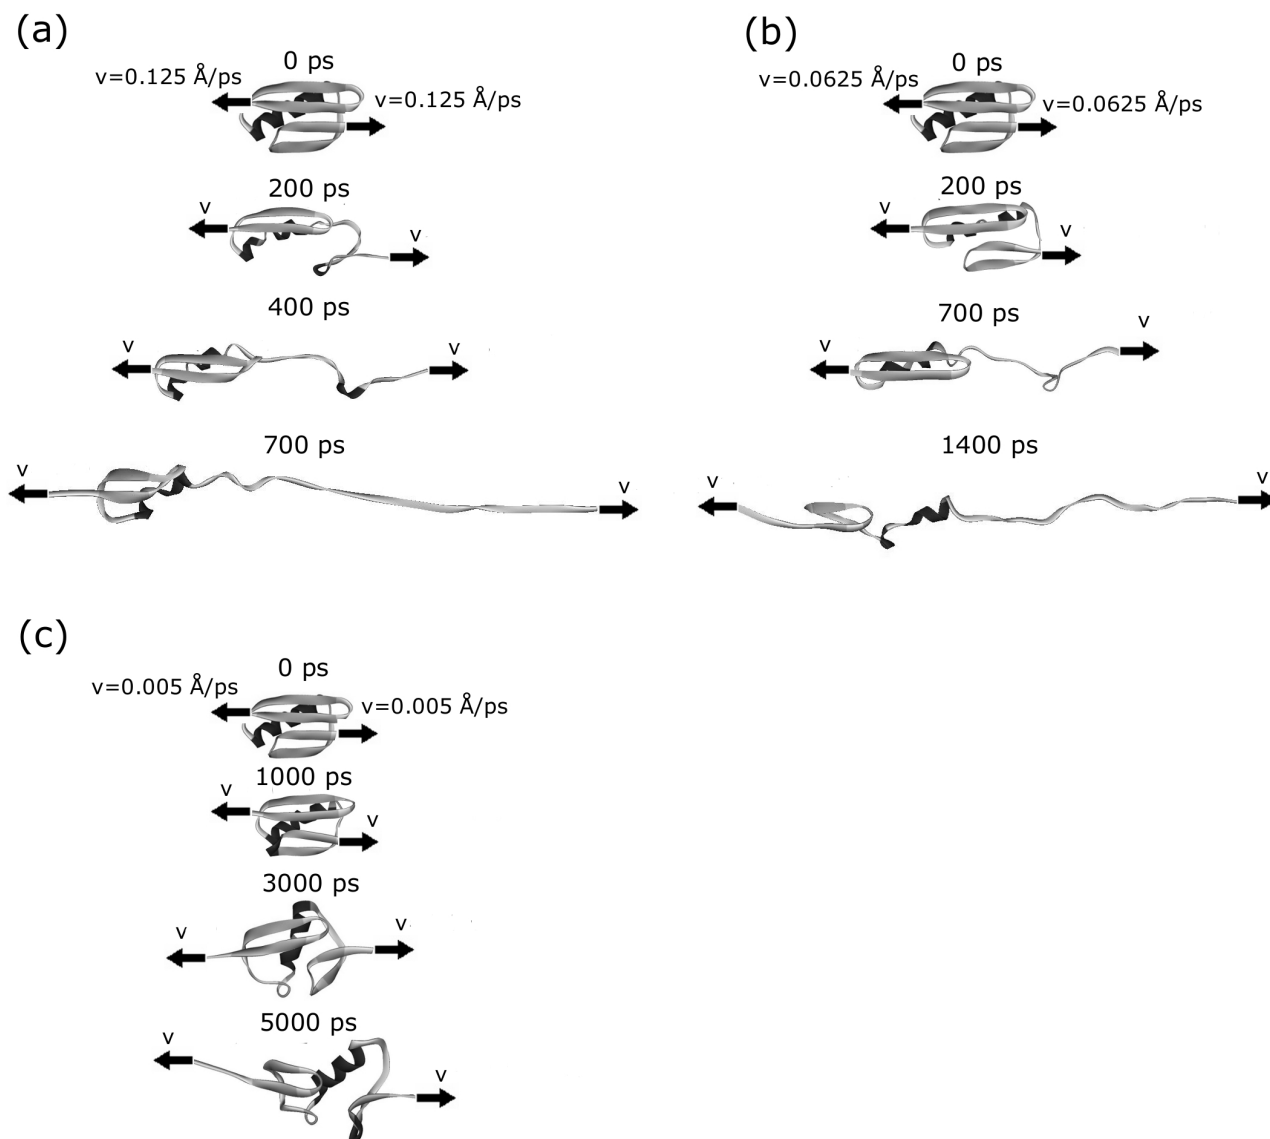 (a)
0 ps
v=0.125 Å/ps
v=0.125 Å/ps
200 ps
v
v
400 ps
v
v
700 ps
v
v
(b)
0 ps
v=0.0625 Å/ps
v=0.0625 Å/ps
200 ps
v
v
700 ps
v
v
1400 ps
v
v
(c)
0 ps
v=0.005 Å/ps
v=0.005 Å/ps
1000 ps
v
v
3000 ps
v
v
5000 ps
v
v